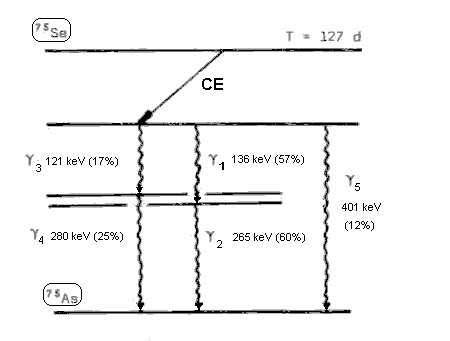 ⁷⁵Se
T = 127 d
CE
γ₃ 121 keV (17%)
γ₁ 136 keV (57%)
γ₅
401 keV
(12%)
γ₄ 280 keV (25%)
γ₂ 265 keV (60%)
⁷⁵As